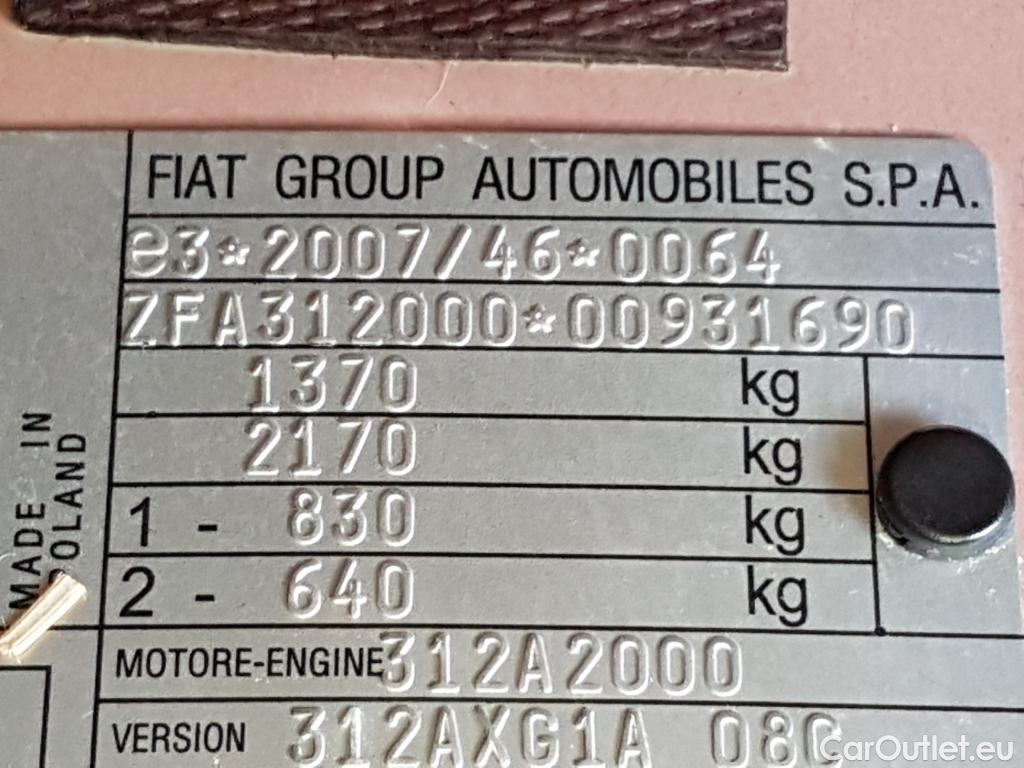 FIAT GROUP AUTOMOBILES S.P.A.
e3*2007/46*0064
ZFA312000*00931690
1370 kg
2170 kg
1 - 830 kg
2 - 640 kg
MOTORE-ENGINE 312A2000
VERSION 312AXG1A
MADE IN
POLAND
CarOutlet.eu